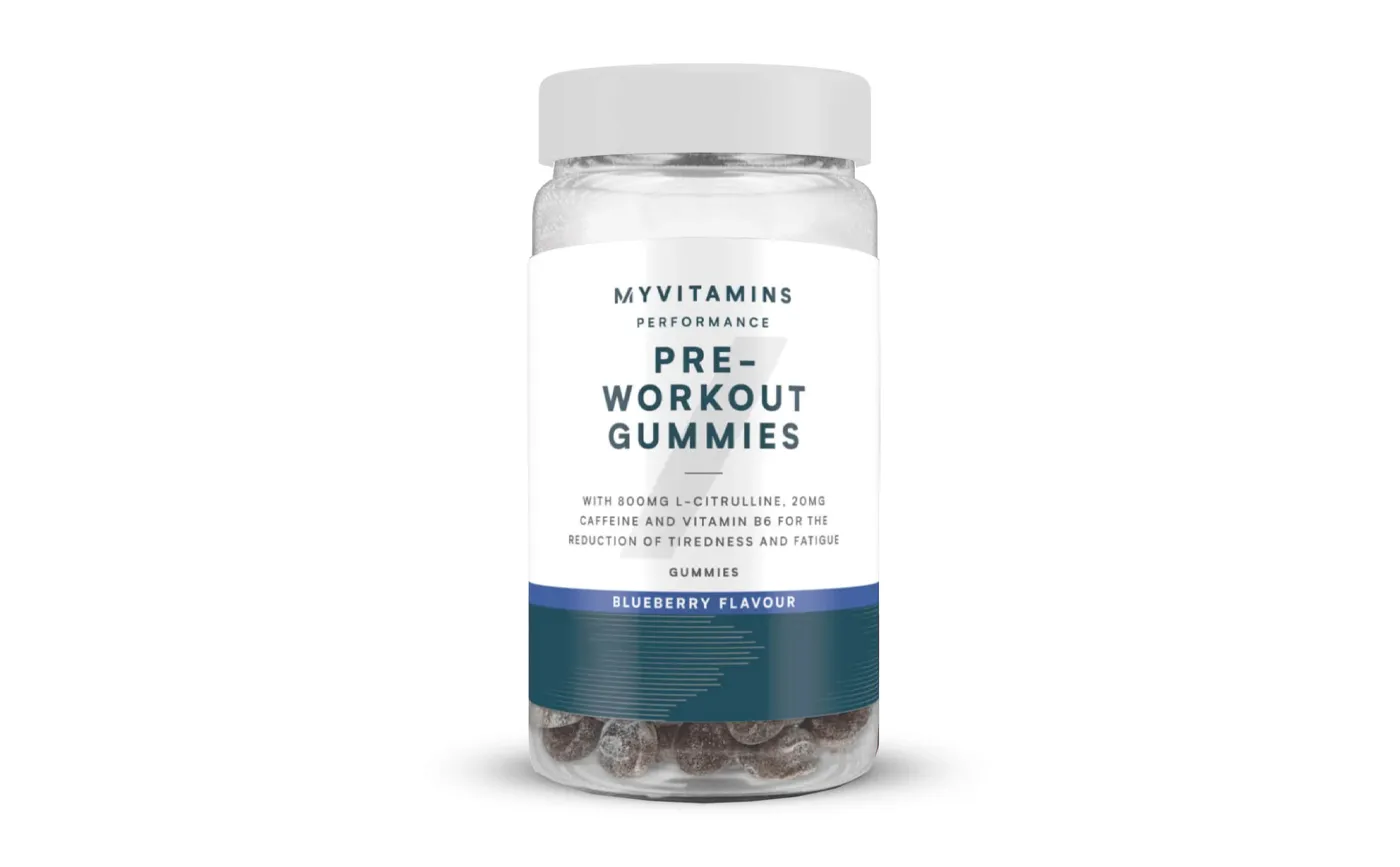 MYVITAMINS
PERFORMANCE
PRE-
WORKOUT
GUMMIES
WITH 800MG L-CITRULLINE, 20MG
CAFFEINE AND VITAMIN B6 FOR THE
REDUCTION OF TIREDNESS AND FATIGUE
GUMMIES
BLUEBERRY FLAVOUR